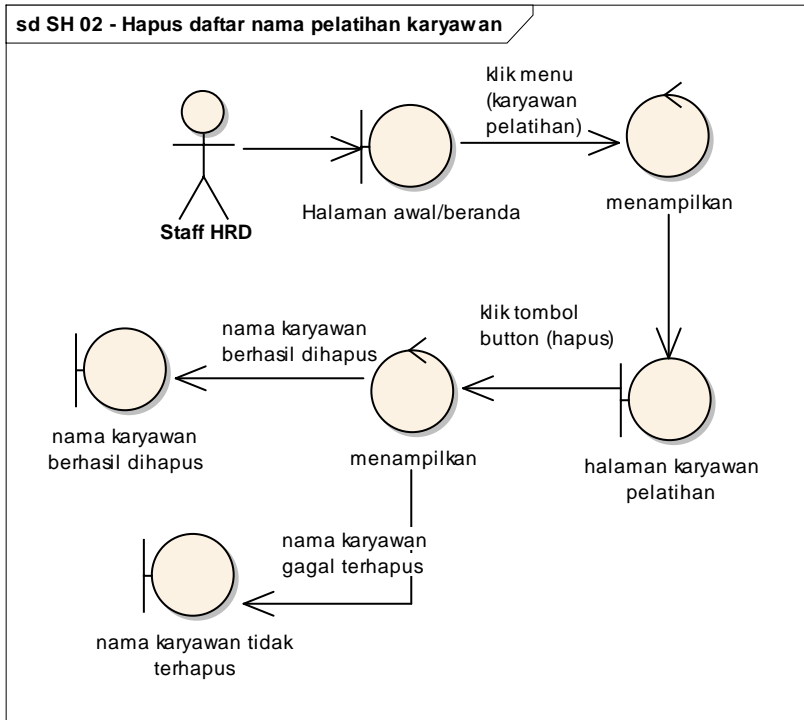 sd SH 02 - Hapus daftar nama pelatihan karyawan
klik menu
(karyawan
pelatihan)
Staff HRD
Halaman awal/beranda
menampilkan
klik tombol
button (hapus)
nama karyawan
berhasil dihapus
nama karyawan
berhasil dihapus
menampilkan
halaman karyawan
pelatihan
nama karyawan
gagal terhapus
nama karyawan tidak
terhapus